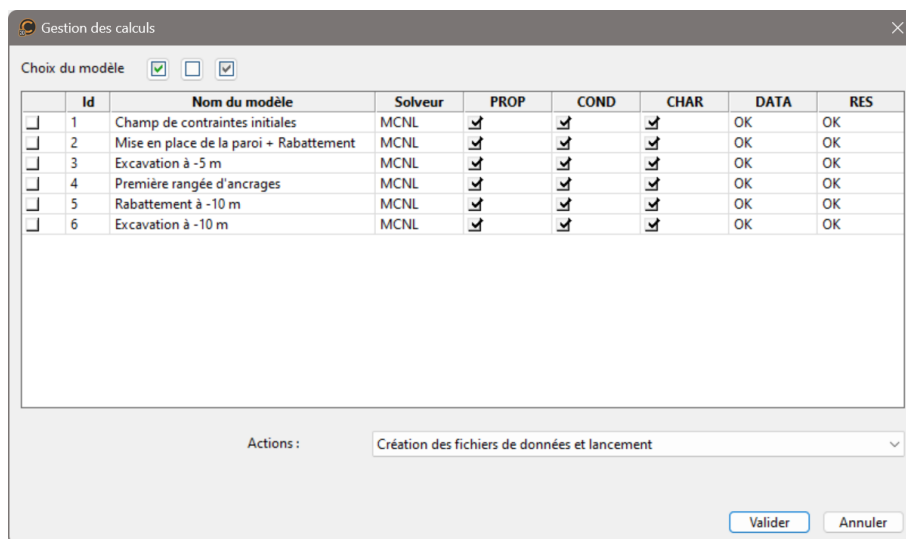 Gestion des calculs
Choix du modèle
Id Nom du modèle Solveur PROP COND CHAR DATA RES
1 Champ de contraintes initiales MCNL OK OK
2 Mise en place de la paroi + Rabattement MCNL OK OK
3 Excavation à -5 m MCNL OK OK
4 Première rangée d'ancrages MCNL OK OK
5 Rabattement à -10 m MCNL OK OK
6 Excavation à -10 m MCNL OK OK
Actions : Création des fichiers de données et lancement
Valider Annuler